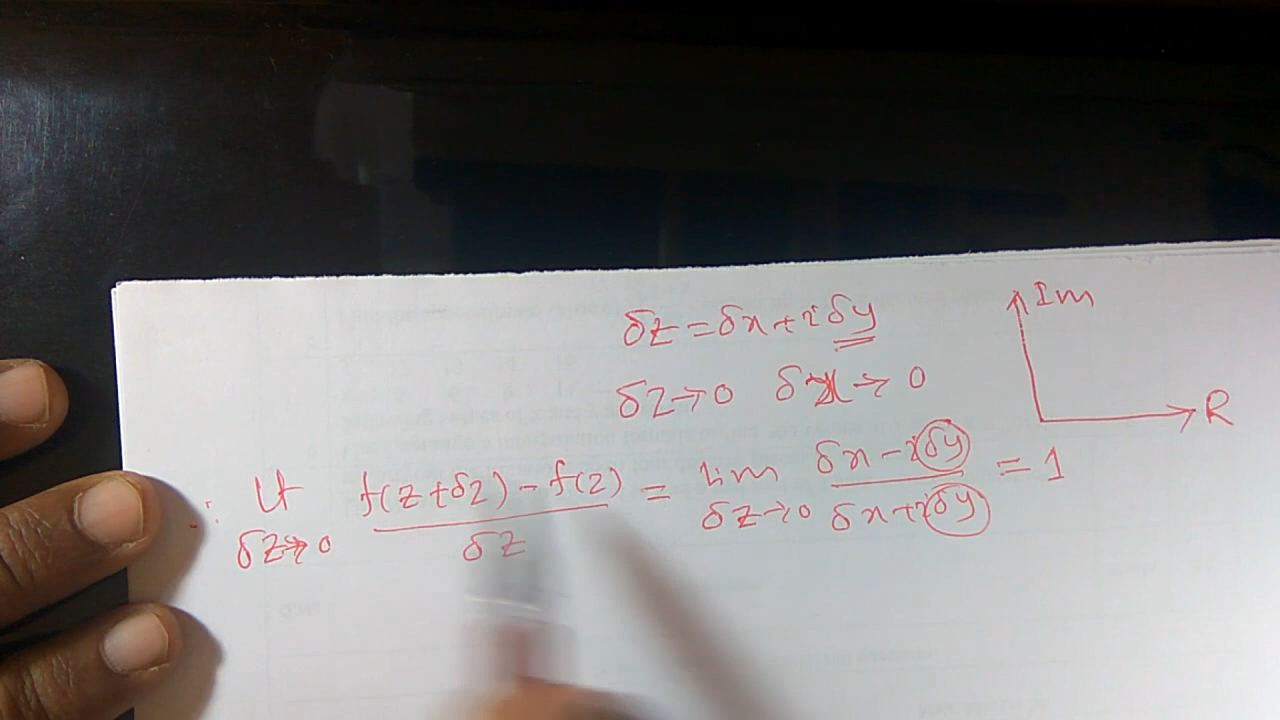 δz = δx + iδy
Im
δz → 0 δx → 0
R
∴ lt δz→0 f(z+δz) - f(z) / δz = lim δz→0 δx - iδy / δx + iδy = 1